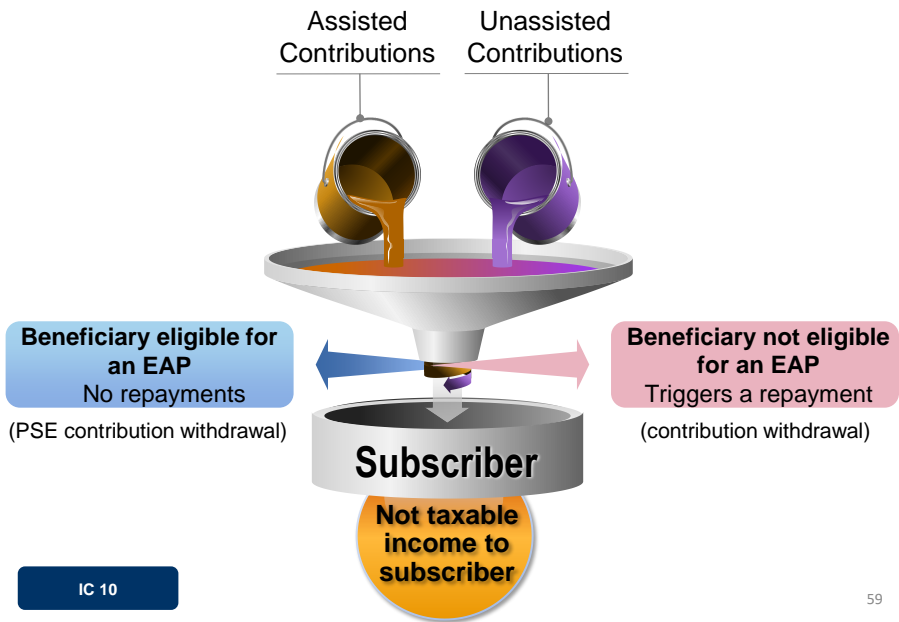 Assisted
Contributions
Unassisted
Contributions
Beneficiary eligible for
an EAP
No repayments
(PSE contribution withdrawal)
Beneficiary not eligible
for an EAP
Triggers a repayment
(contribution withdrawal)
Subscriber
Not taxable
income to
subscriber
IC 10
59